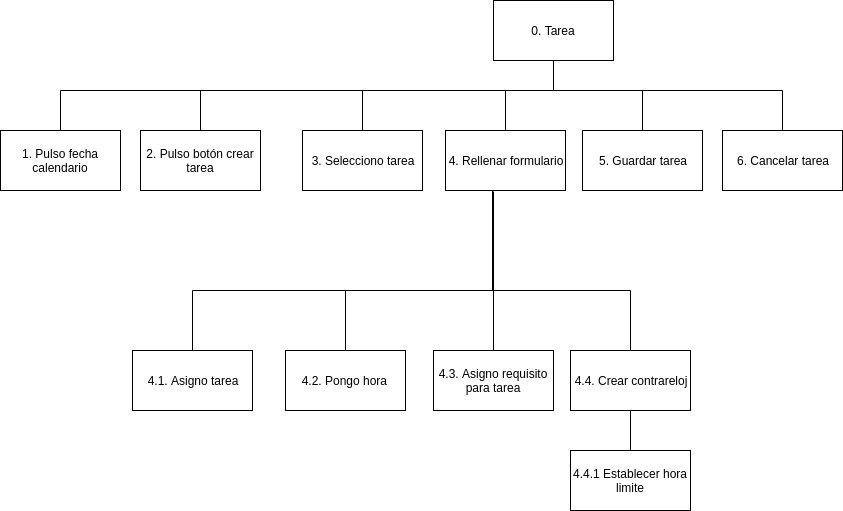 0. Tarea
1. Pulso fecha
calendario
2. Pulso botón crear
tarea
3. Selecciono tarea
4. Rellenar formulario
5. Guardar tarea
6. Cancelar tarea
4.1. Asigno tarea
4.2. Pongo hora
4.3. Asigno requisito
para tarea
4.4. Crear contrareloj
4.4.1 Establecer hora
limite